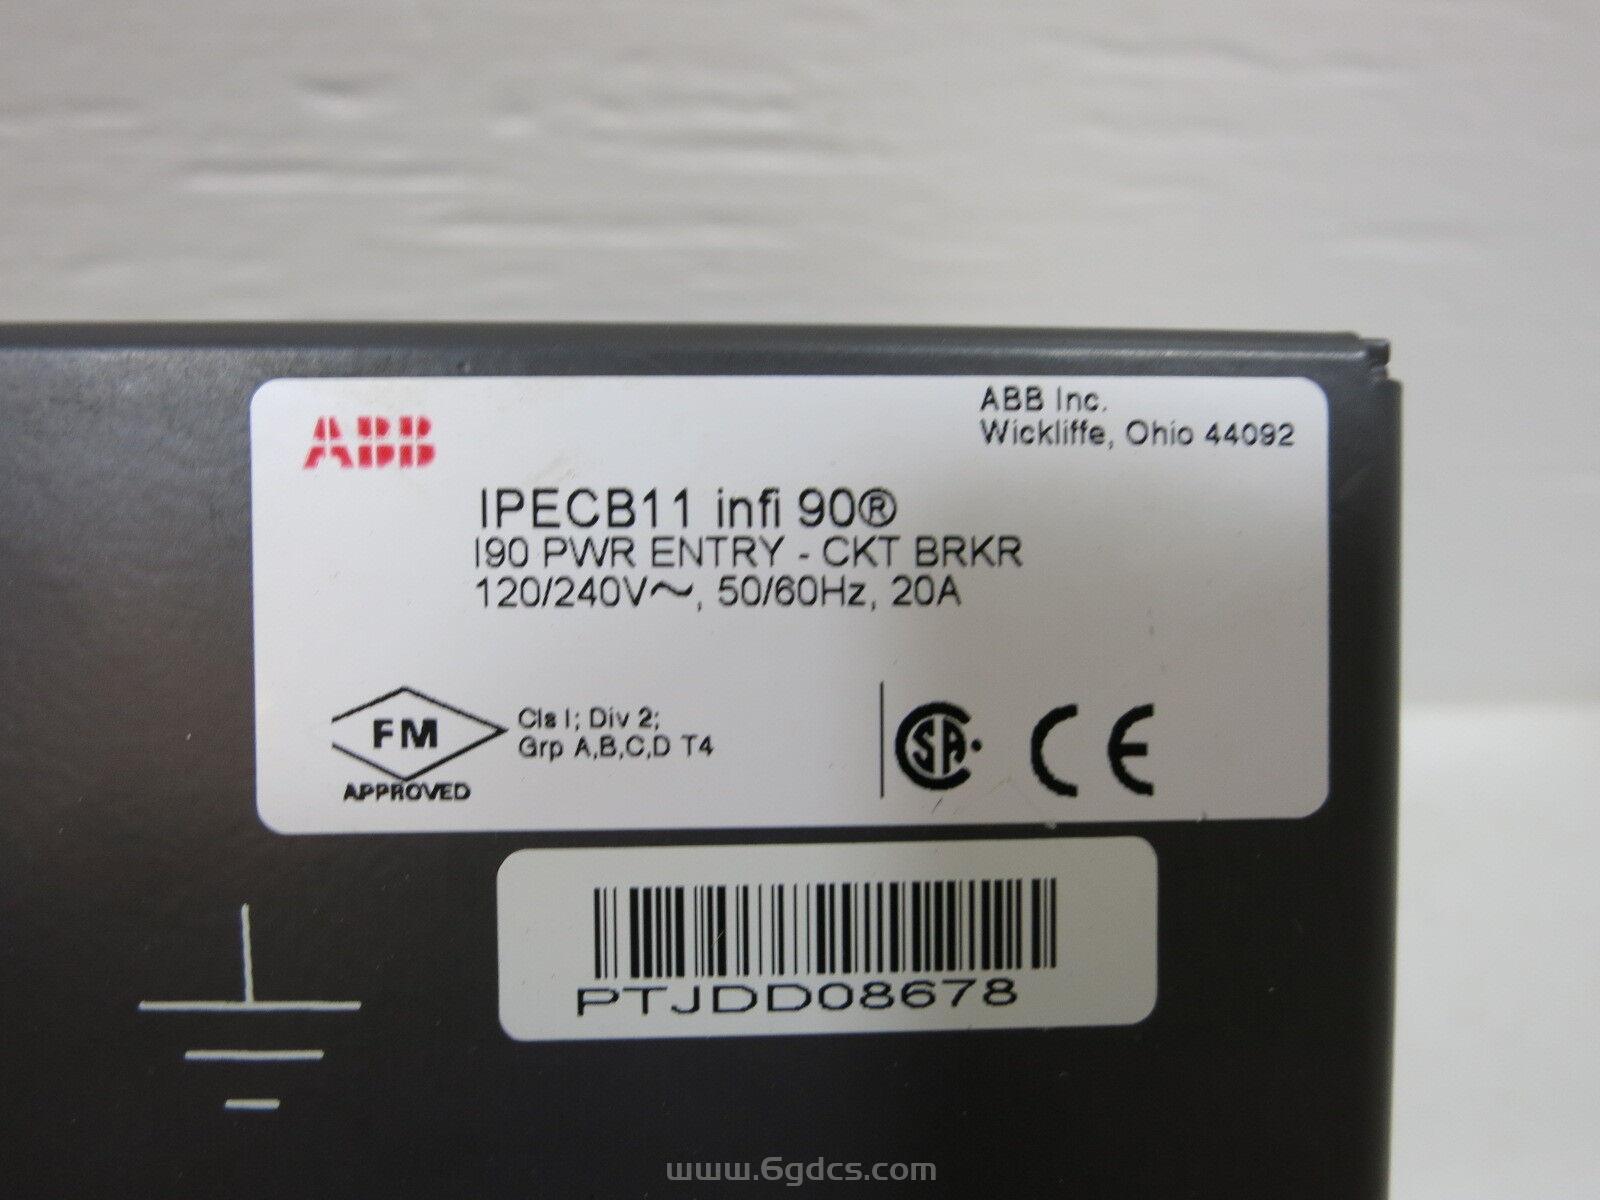 ABB
ABB Inc.
Wickliffe, Ohio 44092
IPECB11 infi 90®
I90 PWR ENTRY - CKT BRKR
120/240V~, 50/60Hz, 20A
FM
APPROVED
Cls I; Div 2;
Grp A,B,C,D T4
SA
CE
PTJDD08678
www.6gdcs.com